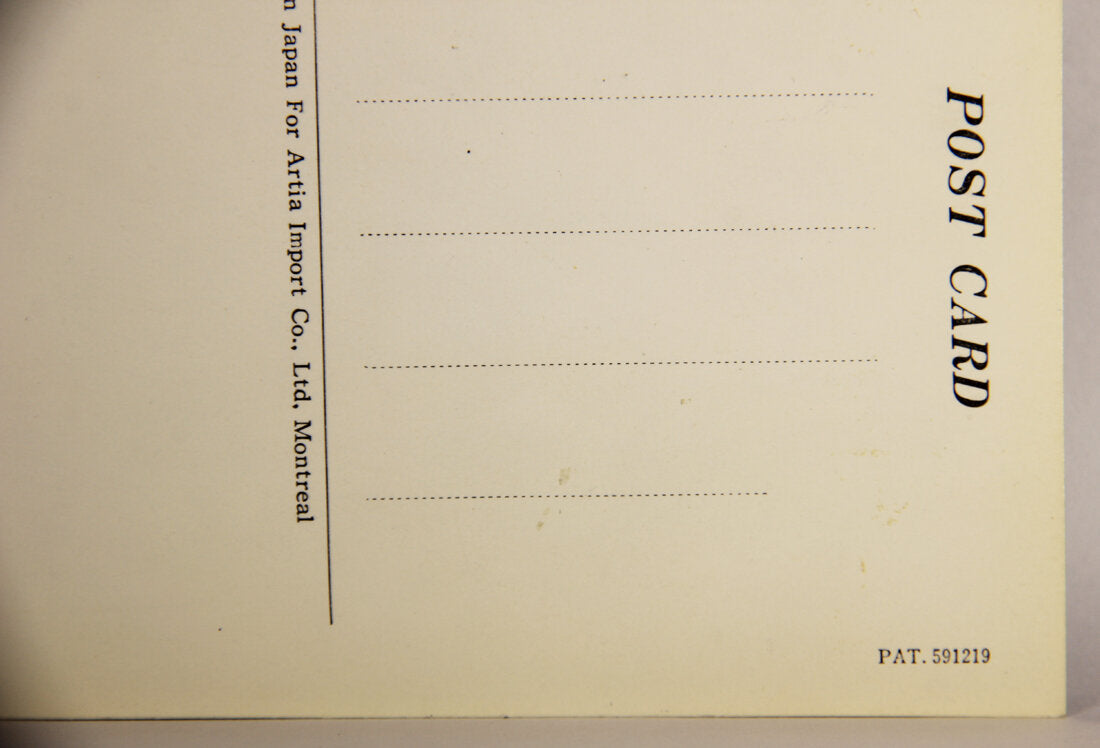 POST CARD
n Japan For Artia Import Co., Ltd, Montreal
PAT. 591219